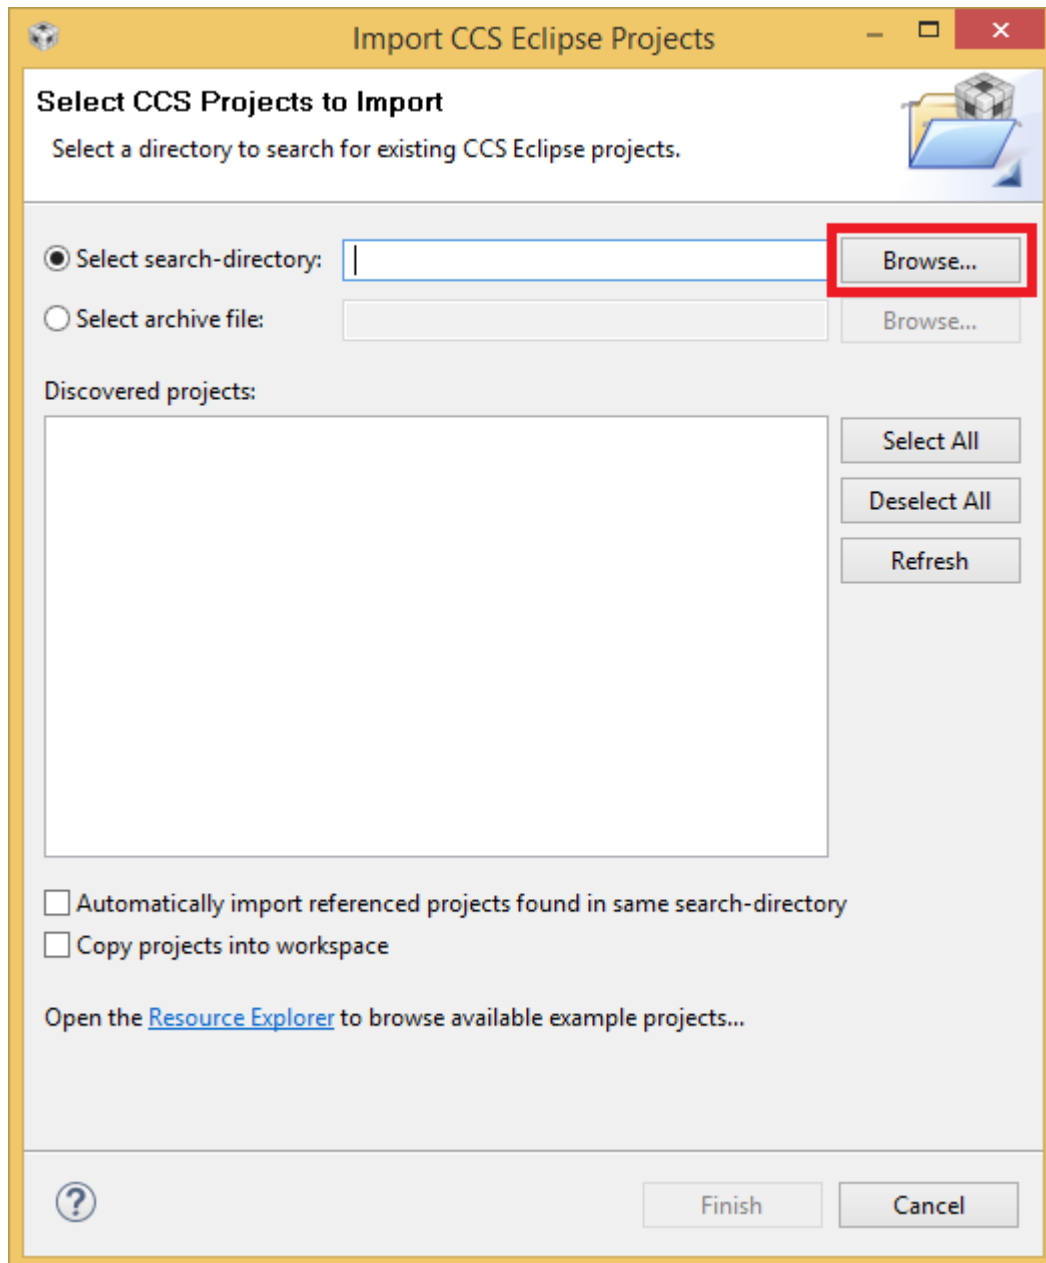 Import CCS Eclipse Projects
Select CCS Projects to Import
Select a directory to search for existing CCS Eclipse projects.
Select search-directory:
Browse...
Select archive file:
Browse...
Discovered projects:
Select All
Deselect All
Refresh
Automatically import referenced projects found in same search-directory
Copy projects into workspace
Open the Resource Explorer to browse available example projects...
?
Finish
Cancel